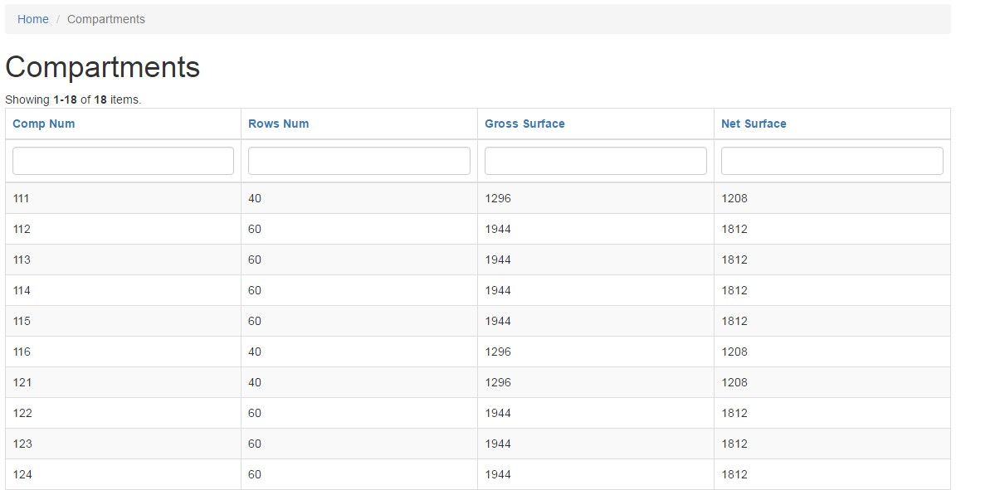 Home / Compartments
Compartments
Showing 1-18 of 18 items.
Comp Num Rows Num Gross Surface Net Surface
111 40 1296 1208
112 60 1944 1812
113 60 1944 1812
114 60 1944 1812
115 60 1944 1812
116 40 1296 1208
121 40 1296 1208
122 60 1944 1812
123 60 1944 1812
124 60 1944 1812